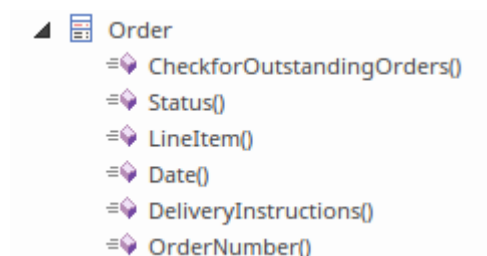 Order
CheckforOutstandingOrders()
Status()
LineItem()
Date()
DeliveryInstructions()
OrderNumber()